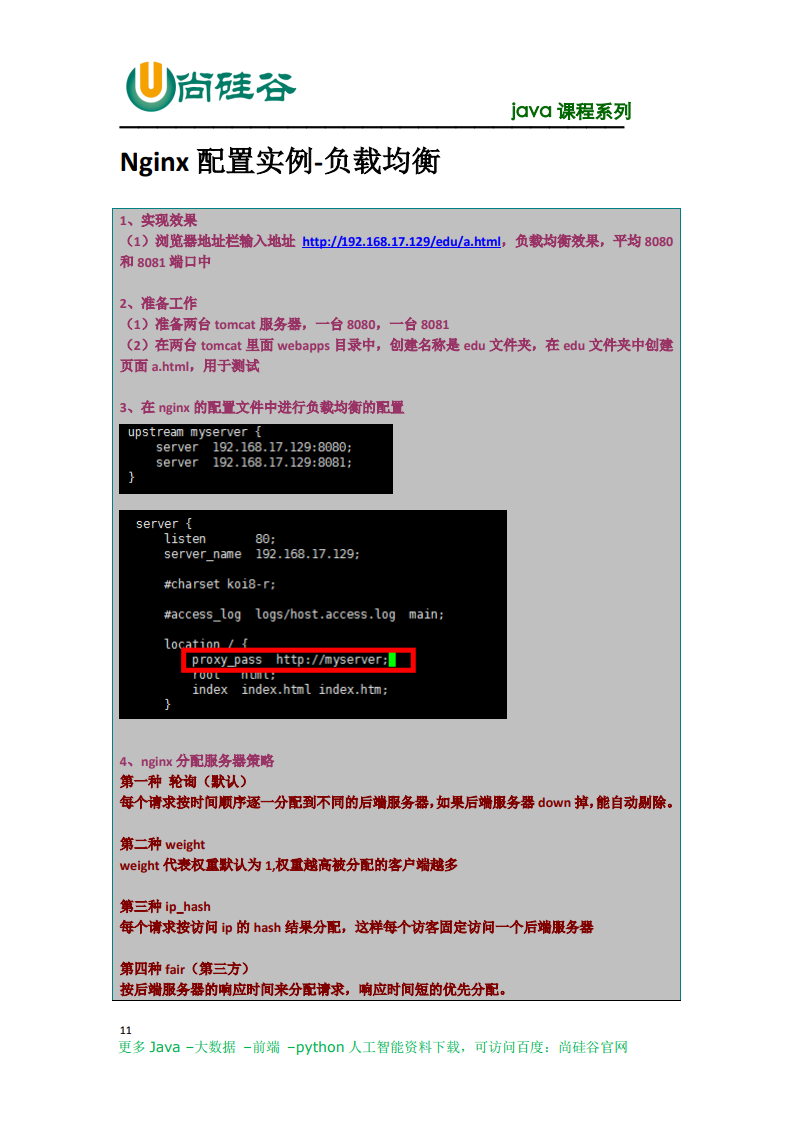 尚硅谷
java 课程系列
Nginx 配置实例-负载均衡
1、实现效果
（1）浏览器地址栏输入地址 http://192.168.17.129/edu/a.html，负载均衡效果，平均 8080
和 8081 端口中
2、准备工作
（1）准备两台 tomcat 服务器，一台 8080，一台 8081
（2）在两台 tomcat 里面 webapps 目录中，创建名称是 edu 文件夹，在 edu 文件夹中创建
页面 a.html，用于测试
3、在 nginx 的配置文件中进行负载均衡的配置
upstream myserver {
server 192.168.17.129:8080;
server 192.168.17.129:8081;
}
server {
listen 80;
server_name 192.168.17.129;
#charset koi8-r;
#access_log logs/host.access.log main;
location / {
proxy_pass http://myserver;
root html;
index index.html index.htm;
}
4、nginx 分配服务器策略
第一种 轮询（默认）
每个请求按时间顺序逐一分配到不同的后端服务器，如果后端服务器 down 掉，能自动剔除。
第二种 weight
weight 代表权重默认为 1,权重越高被分配的客户端越多
第三种 ip_hash
每个请求按访问 ip 的 hash 结果分配，这样每个访客固定访问一个后端服务器
第四种 fair（第三方）
按后端服务器的响应时间来分配请求，响应时间短的优先分配。
11
更多 Java –大数据 –前端 –python 人工智能资料下载，可访问百度：尚硅谷官网